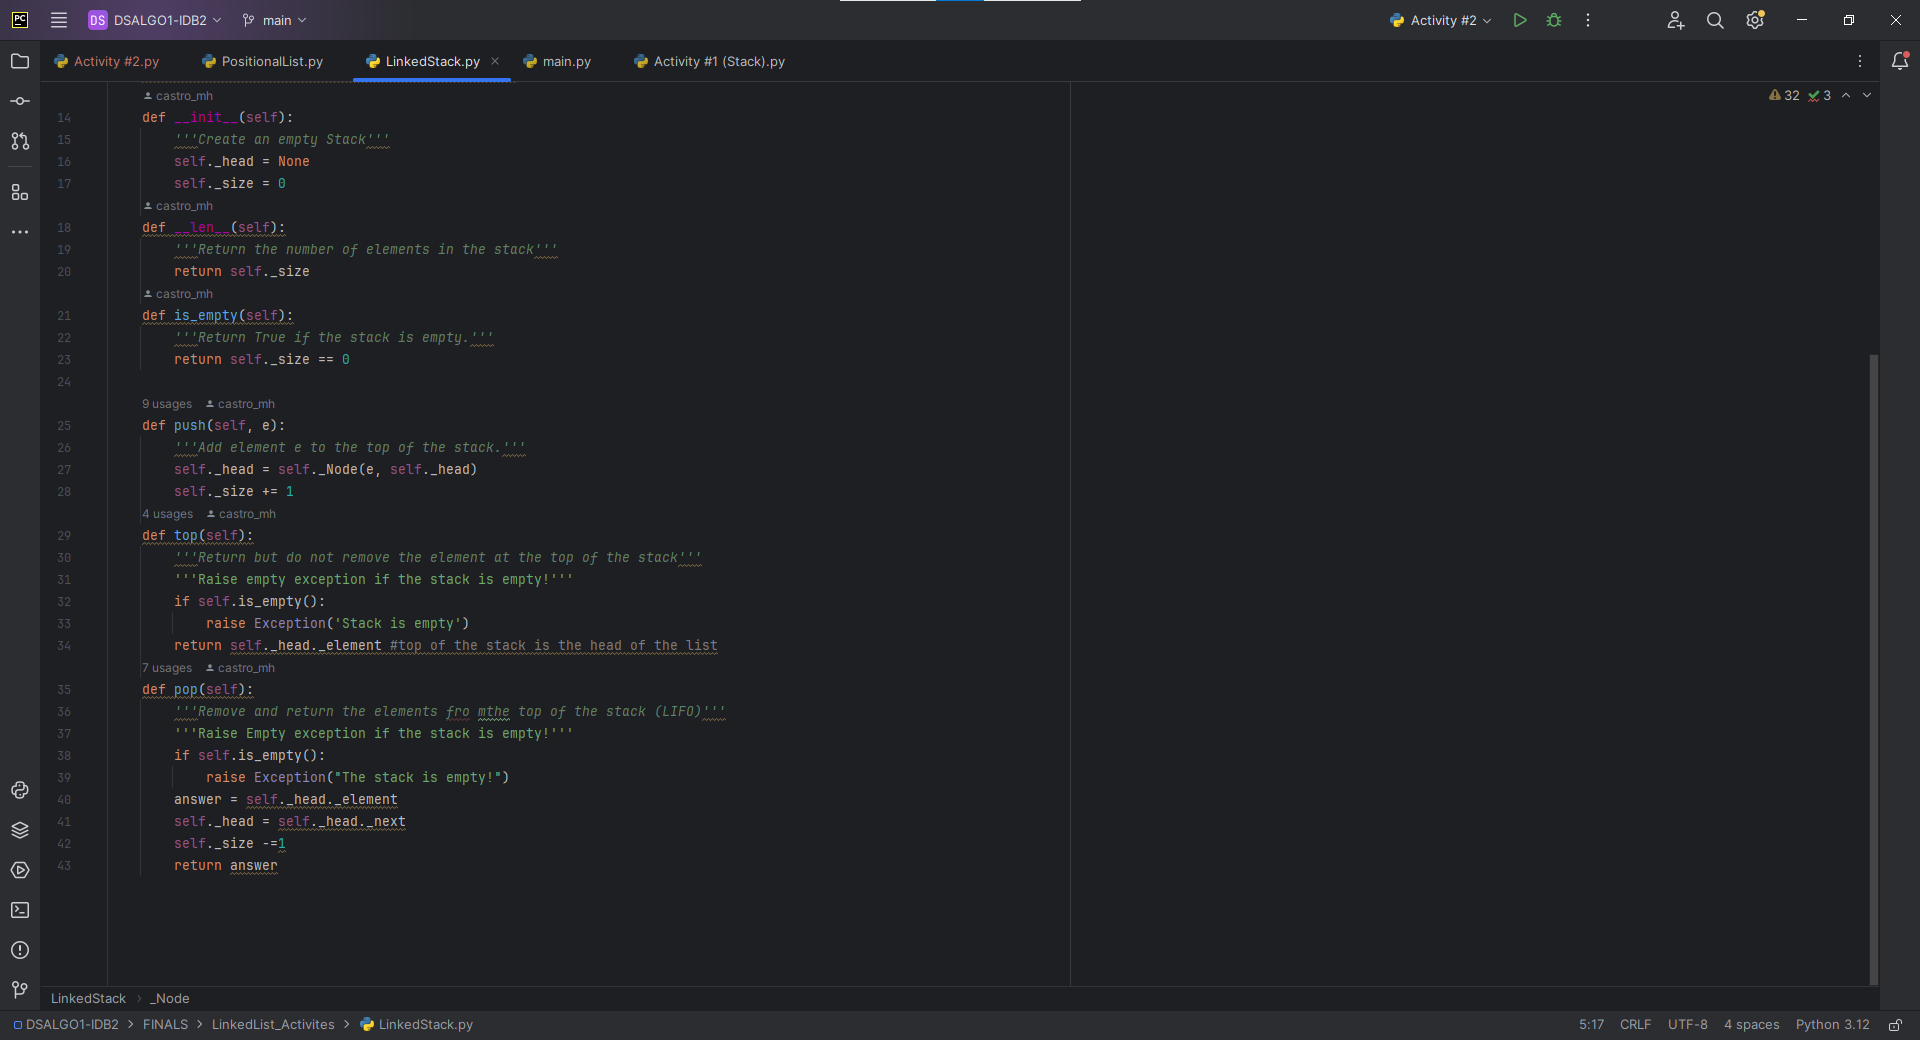 PC DS DSALGO1-IDB2 main Activity #2
Activity #2.py PositionalList.py LinkedStack.py main.py Activity #1 (Stack).py
32 3
castro_mh
14 def __init__(self):
15 '''Create an empty Stack'''
16 self._head = None
17 self._size = 0
castro_mh
18 def __len__(self):
19 '''Return the number of elements in the stack'''
20 return self._size
castro_mh
21 def is_empty(self):
22 '''Return True if the stack is empty.'''
23 return self._size == 0
24
9 usages castro_mh
25 def push(self, e):
26 '''Add element e to the top of the stack.'''
27 self._head = self._Node(e, self._head)
28 self._size += 1
4 usages castro_mh
29 def top(self):
30 '''Return but do not remove the element at the top of the stack'''
31 '''Raise empty exception if the stack is empty!'''
32 if self.is_empty():
33 raise Exception('Stack is empty')
34 return self._head._element #top of the stack is the head of the list
7 usages castro_mh
35 def pop(self):
36 '''Remove and return the elements fro mthe top of the stack (LIFO)'''
37 '''Raise Empty exception if the stack is empty!'''
38 if self.is_empty():
39 raise Exception("The stack is empty!")
40 answer = self._head._element
41 self._head = self._head._next
42 self._size -=1
43 return answer
LinkedStack > _Node
DSALGO1-IDB2 > FINALS > LinkedList_Activites > LinkedStack.py 5:17 CRLF UTF-8 4 spaces Python 3.12